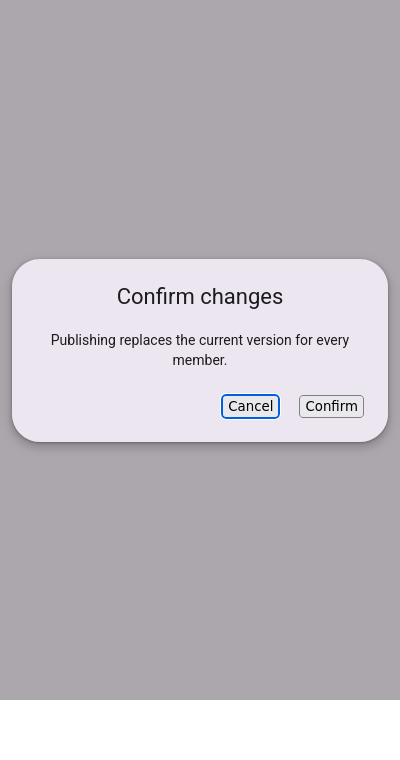 Confirm changes
Publishing replaces the current version for every
member.
Cancel Confirm